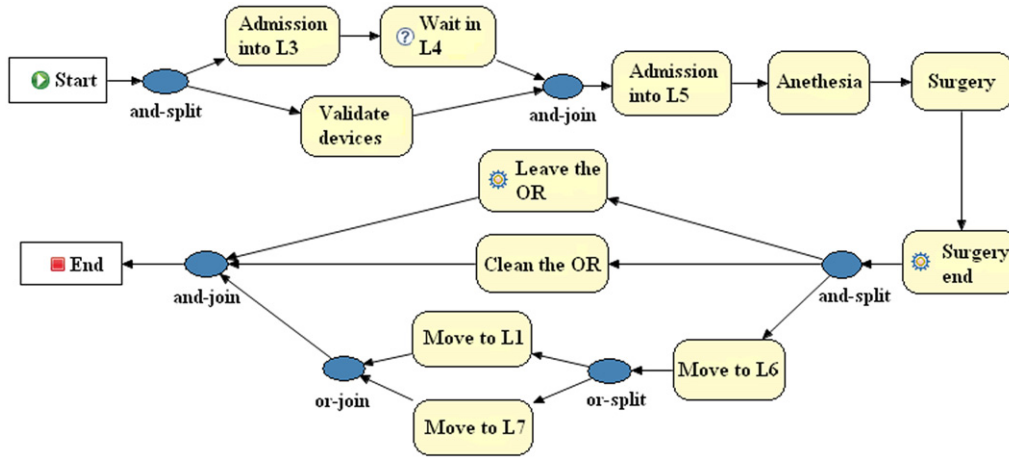 Admission
into L3
Wait in
L4
Start
and-split
Validate
devices
and-join
Admission
into L5
Anethesia
Surgery
Leave the
OR
End
and-join
Clean the OR
and-split
Surgery
end
Move to L1
or-join
or-split
Move to L6
Move to L7